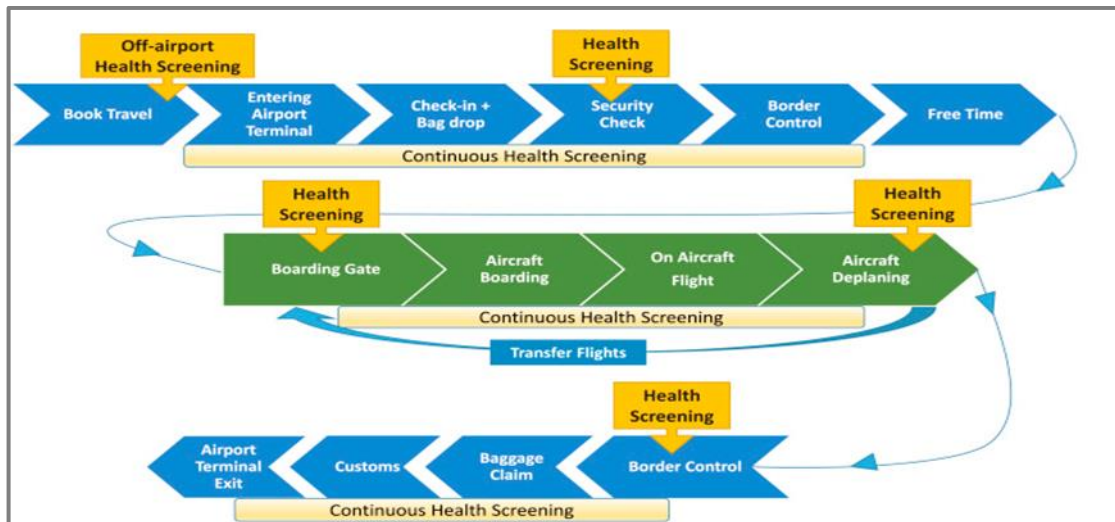 Off-airport
Health Screening
Health
Screening
Book Travel
Entering
Airport
Terminal
Check-in +
Bag drop
Security
Check
Border
Control
Free Time
Continuous Health Screening
Health
Screening
Health
Screening
Boarding Gate
Aircraft
Boarding
On Aircraft
Flight
Aircraft
Deplaning
Continuous Health Screening
Transfer Flights
Health
Screening
Airport
Terminal
Exit
Customs
Baggage
Claim
Border Control
Continuous Health Screening